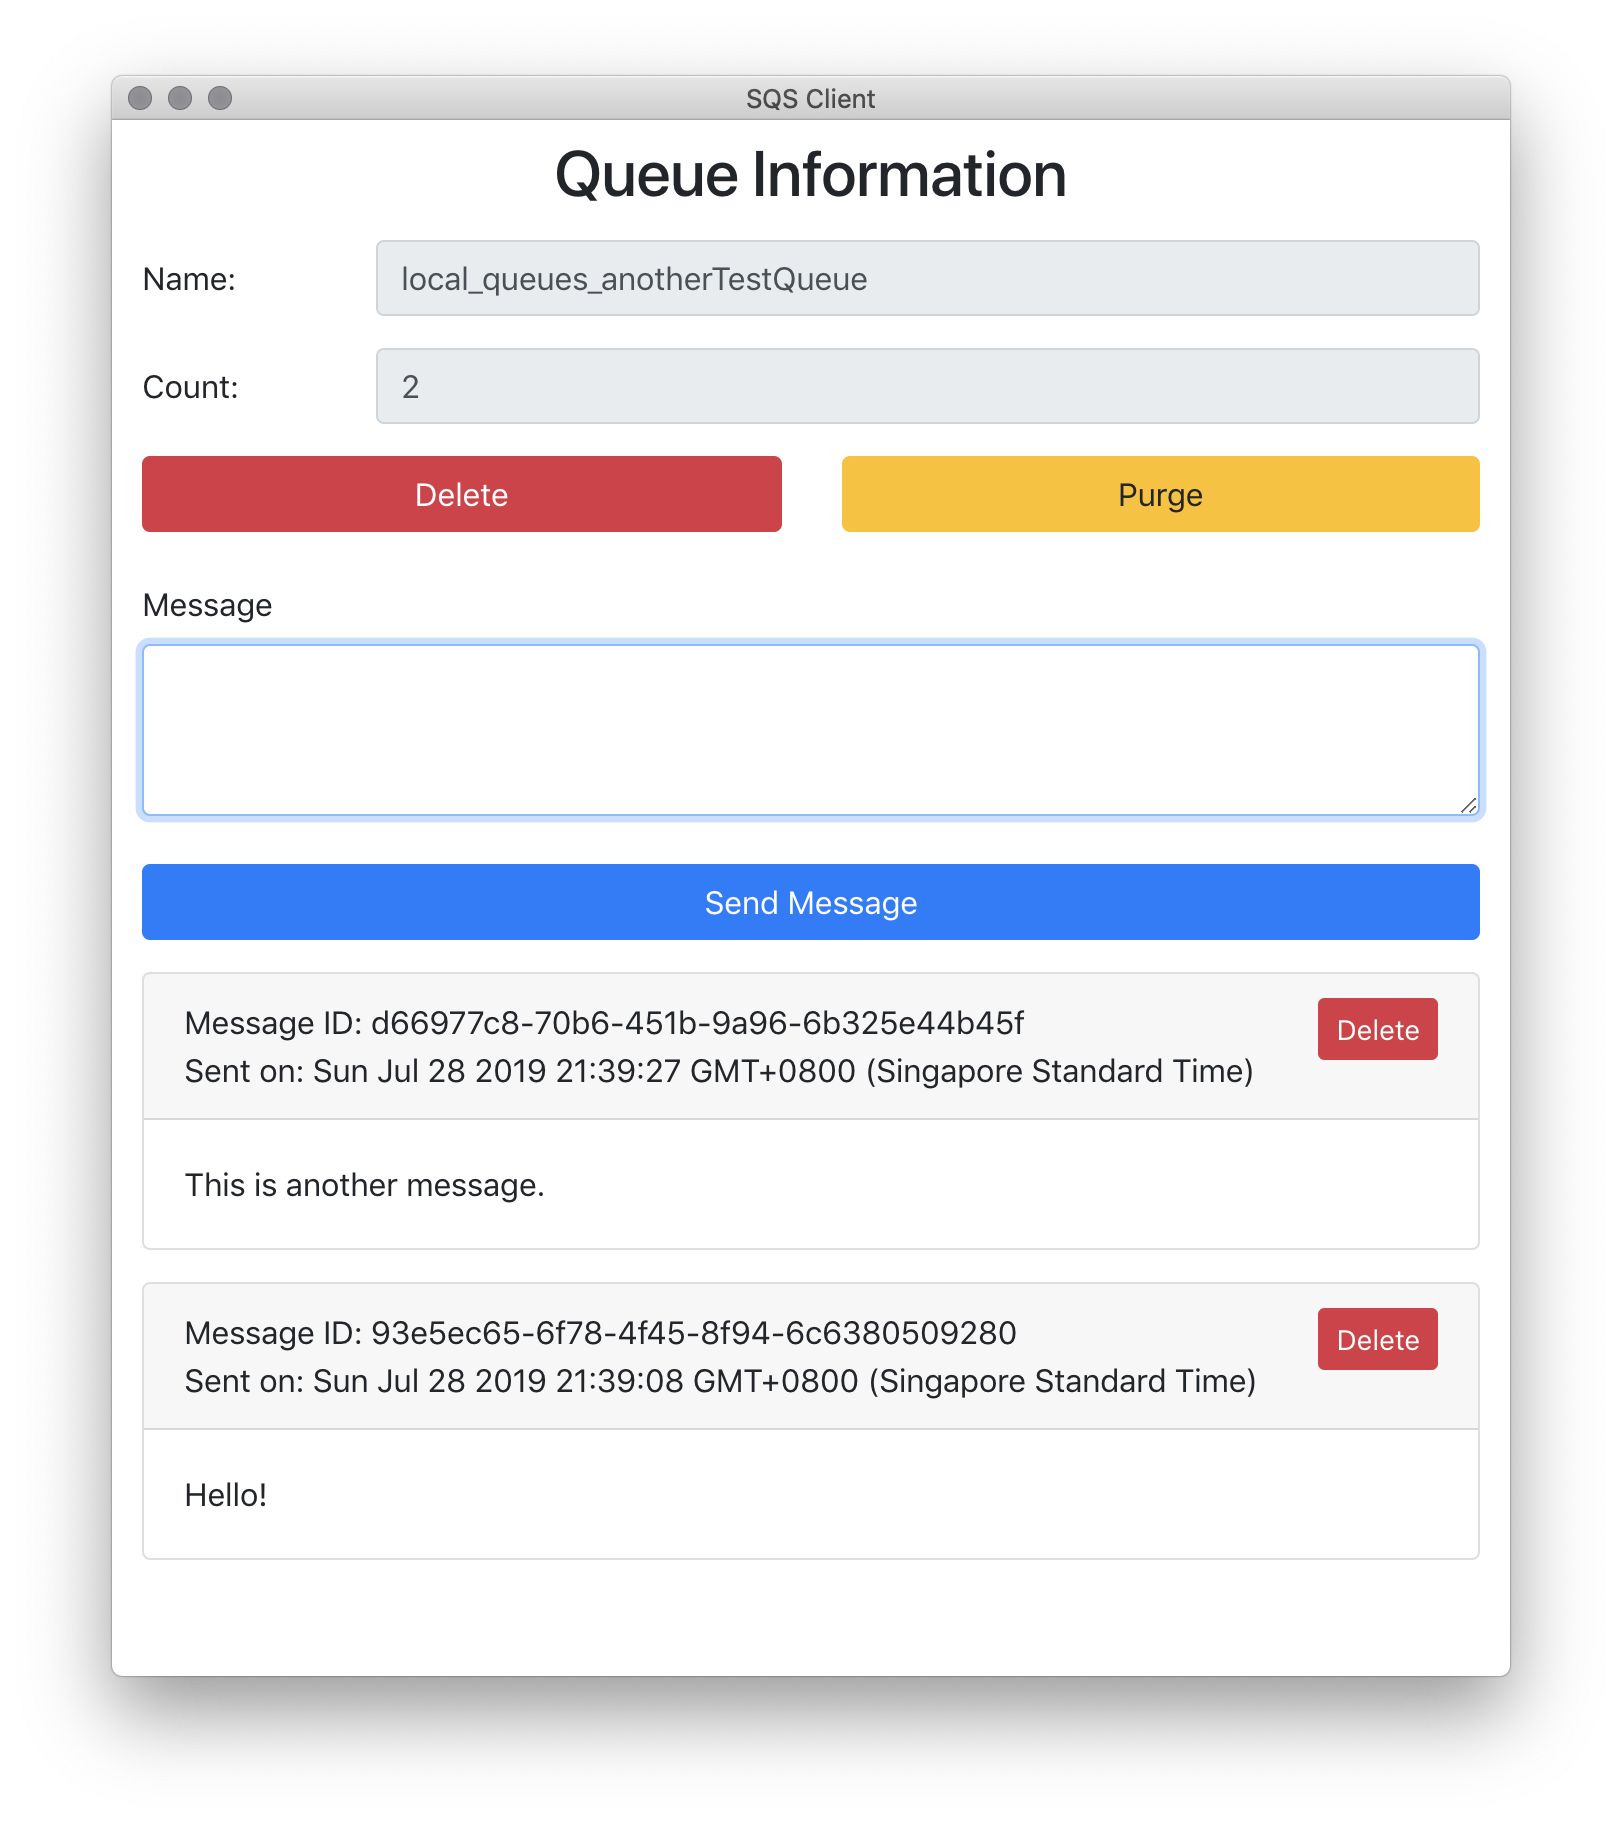 SQS Client
Queue Information
Name:
local_queues_anotherTestQueue
Count:
2
Delete
Purge
Message
Send Message
Message ID: d66977c8-70b6-451b-9a96-6b325e44b45f
Delete
Sent on: Sun Jul 28 2019 21:39:27 GMT+0800 (Singapore Standard Time)
This is another message.
Message ID: 93e5ec65-6f78-4f45-8f94-6c6380509280
Delete
Sent on: Sun Jul 28 2019 21:39:08 GMT+0800 (Singapore Standard Time)
Hello!